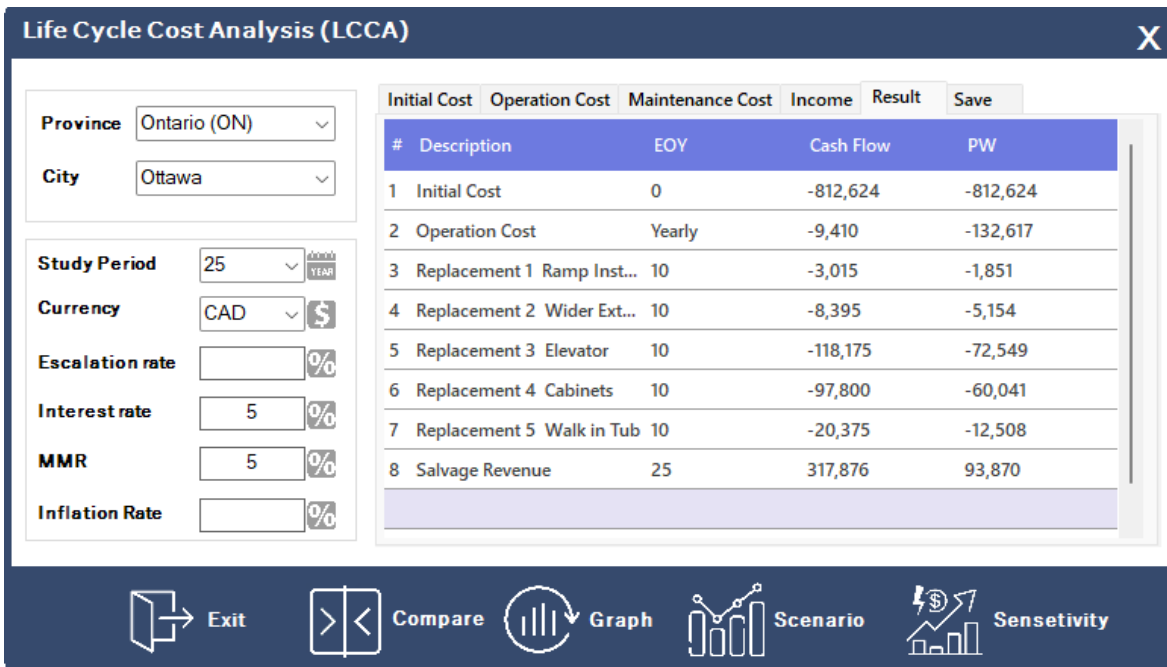 Life Cycle Cost Analysis (LCCA)
X
Province Ontario (ON)
City Ottawa
Study Period 25 YEAR
Currency CAD $
Escalation rate %
Interest rate 5 %
MMR 5 %
Inflation Rate %
Initial Cost Operation Cost Maintenance Cost Income Result Save
# Description EOY Cash Flow PW
1 Initial Cost 0 -812,624 -812,624
2 Operation Cost Yearly -9,410 -132,617
3 Replacement 1 Ramp Inst... 10 -3,015 -1,851
4 Replacement 2 Wider Ext... 10 -8,395 -5,154
5 Replacement 3 Elevator 10 -118,175 -72,549
6 Replacement 4 Cabinets 10 -97,800 -60,041
7 Replacement 5 Walk in Tub 10 -20,375 -12,508
8 Salvage Revenue 25 317,876 93,870
Exit Compare Graph Scenario $ Sensetivity